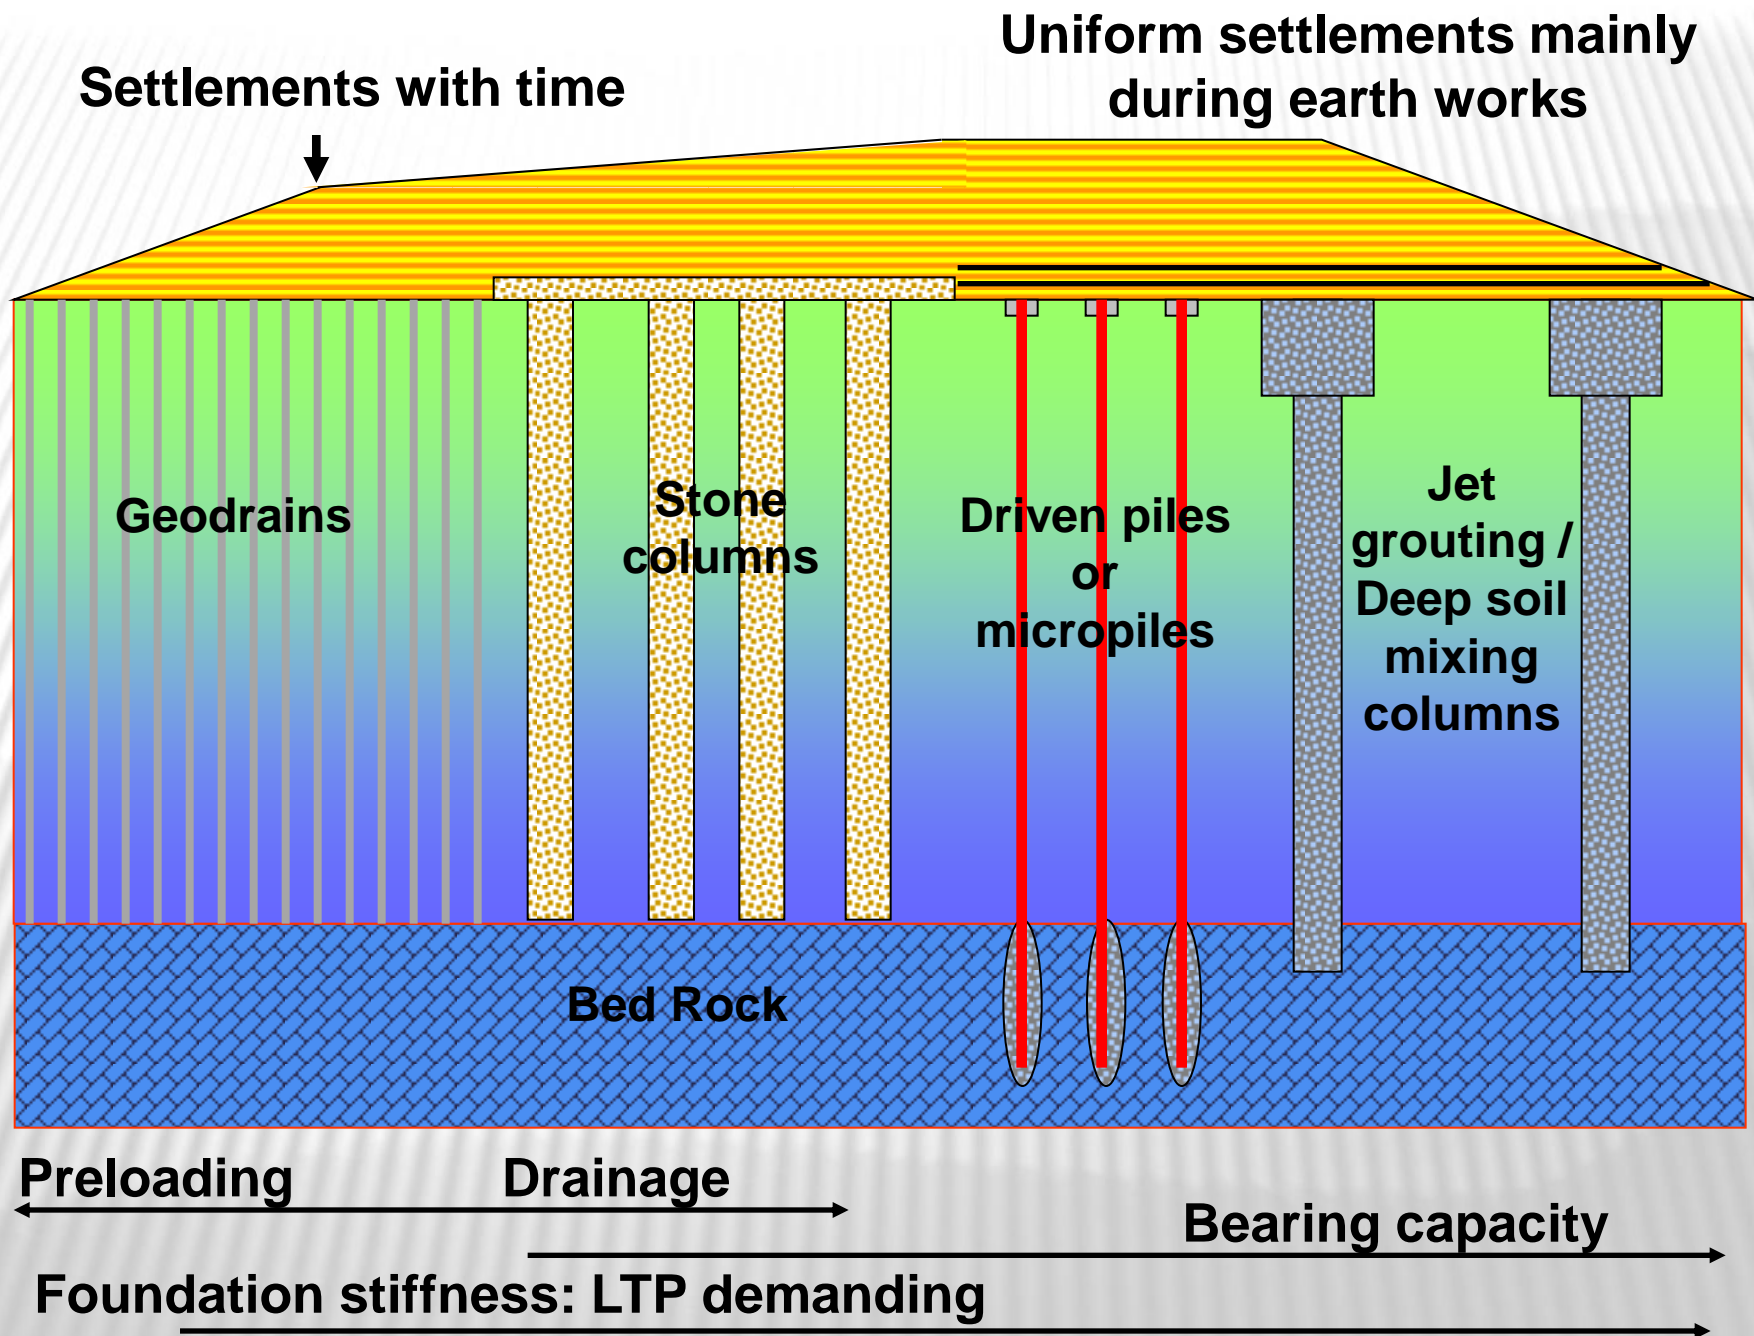 Uniform settlements mainly
during earth works
Settlements with time
Geodrains
Stone
columns
Driven piles
or
micropiles
Jet
grouting /
Deep soil
mixing
columns
Bed Rock
Preloading
Drainage
Bearing capacity
Foundation stiffness: LTP demanding